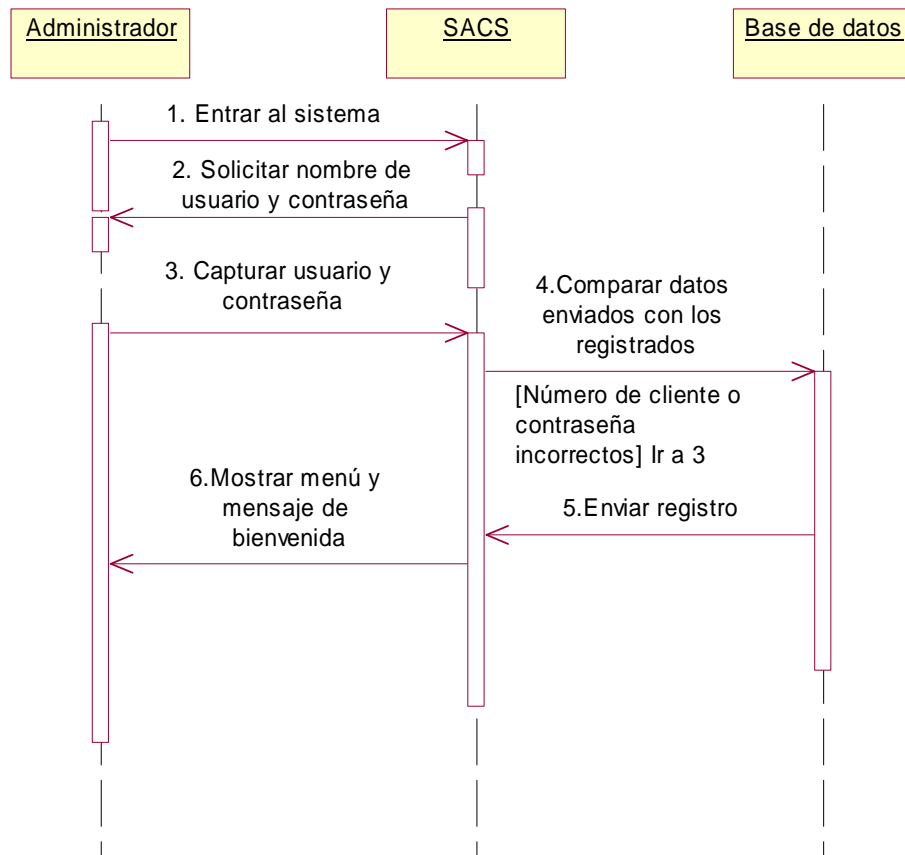 Administrador
SACS
Base de datos
1. Entrar al sistema
2. Solicitar nombre de
usuario y contraseña
3. Capturar usuario y
contraseña
4.Comparar datos
enviados con los
registrados
[Número de cliente o
contraseña
incorrectos] Ir a 3
5.Enviar registro
6.Mostrar menú y
mensaje de
bienvenida